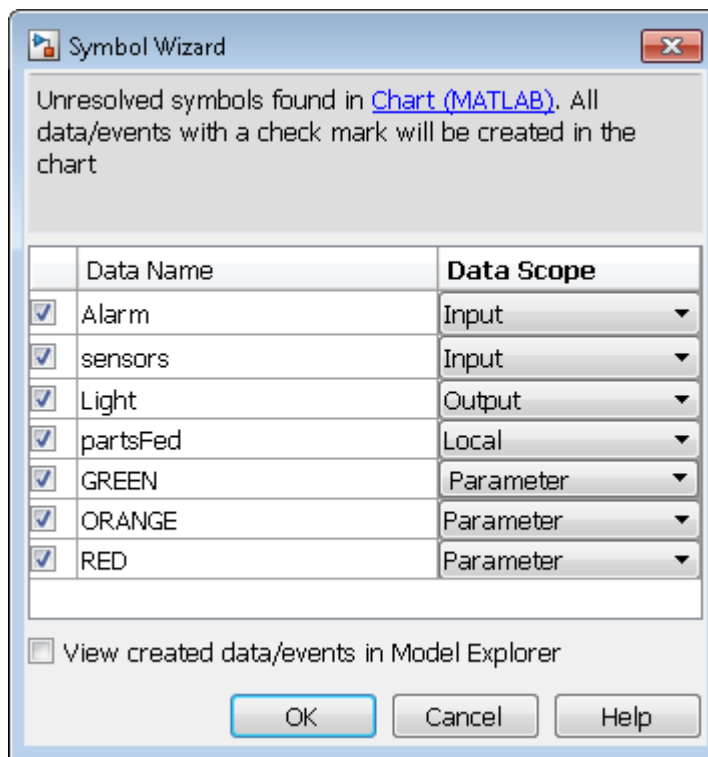 Symbol Wizard
Unresolved symbols found in Chart (MATLAB). All
data/events with a check mark will be created in the
chart
Data Name Data Scope
Alarm Input
sensors Input
Light Output
partsFed Local
GREEN Parameter
ORANGE Parameter
RED Parameter
View created data/events in Model Explorer
OK Cancel Help